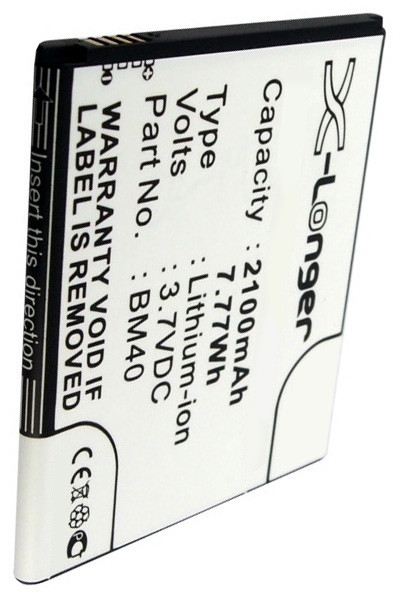 X-Longer
Capacity : 2100mAh
7.77Wh
Type : Lithium-ion
Volts : 3.7VDC
Part No. : BM40
WARRANTY VOID IF
LABEL IS REMOVED
Insert this direction
CE